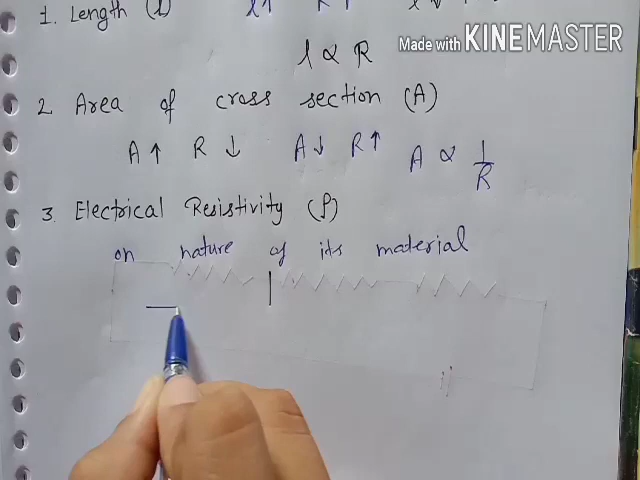 1. Length (l) l↑ R↑ l↓
l ∝ R
Made with KINEMASTER
2 Area of cross section (A)
A ↑ R ↓ A ↓ R ↑ A ∝ 1/R
3. Electrical Resistivity (ρ)
on nature of its material